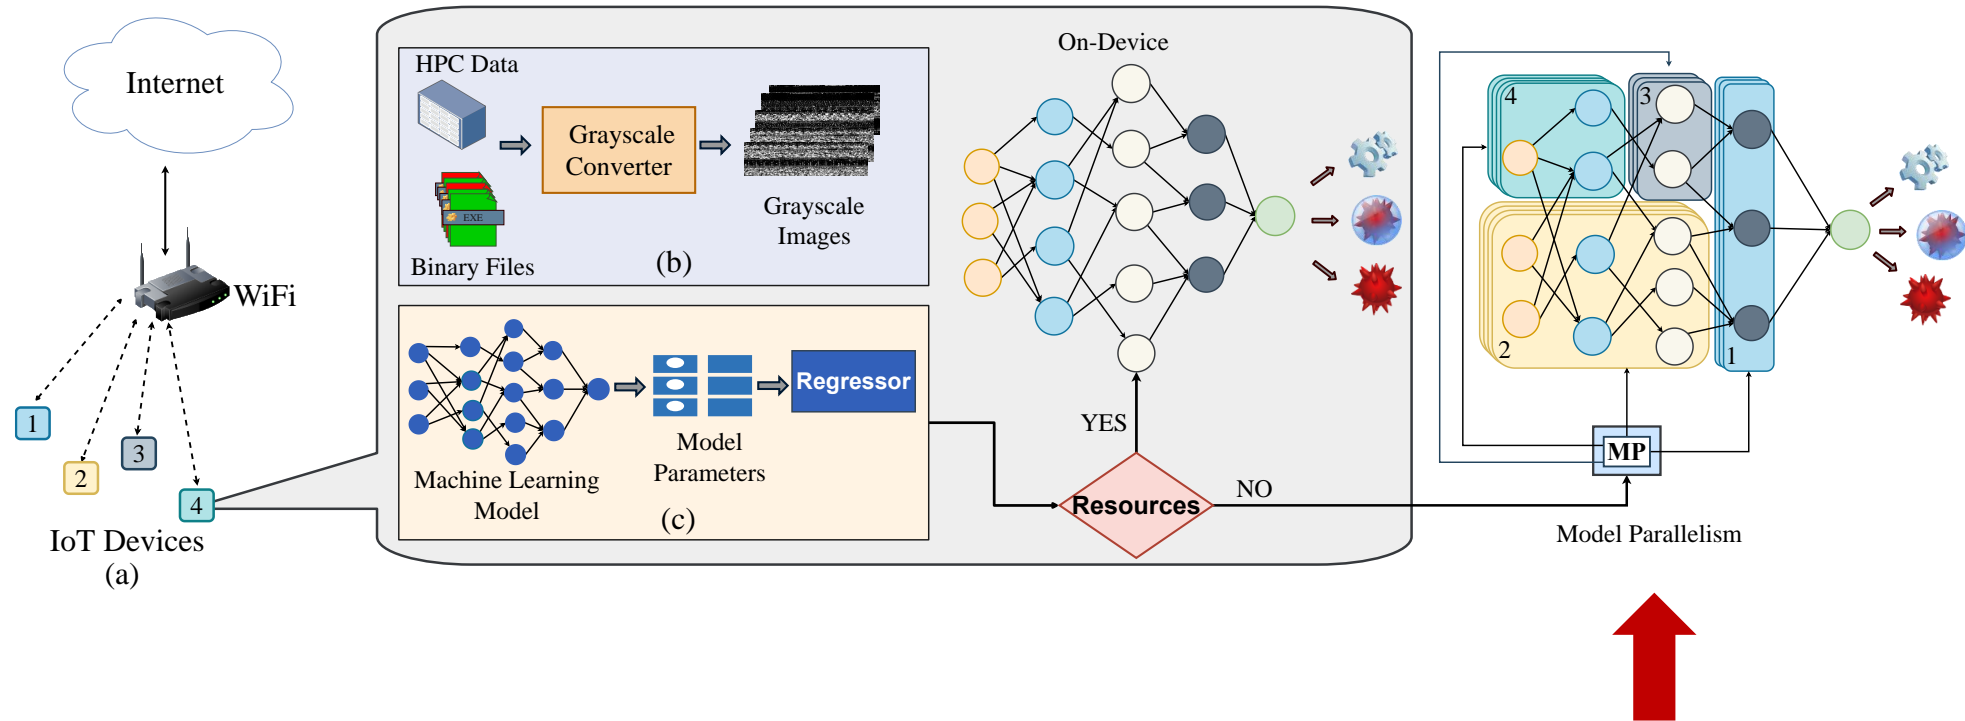 Internet
WiFi
1
2
3
4
IoT Devices
(a)
HPC Data
EXE
Binary Files
Grayscale
Converter
Grayscale
Images
(b)
Machine Learning
Model
Model
Parameters
Regressor
(c)
On-Device
YES
Resources
NO
4
3
2
1
MP
Model Parallelism